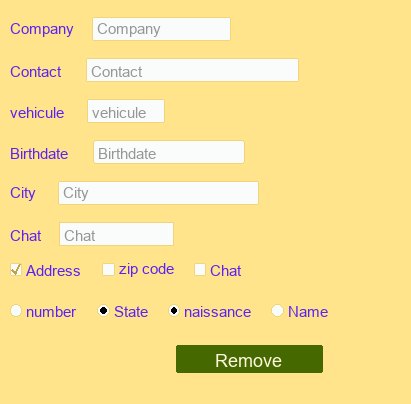 Company Company
Contact Contact
vehicule vehicule
Birthdate Birthdate
City City
Chat Chat
Address zip code Chat
number State naissance Name
Remove